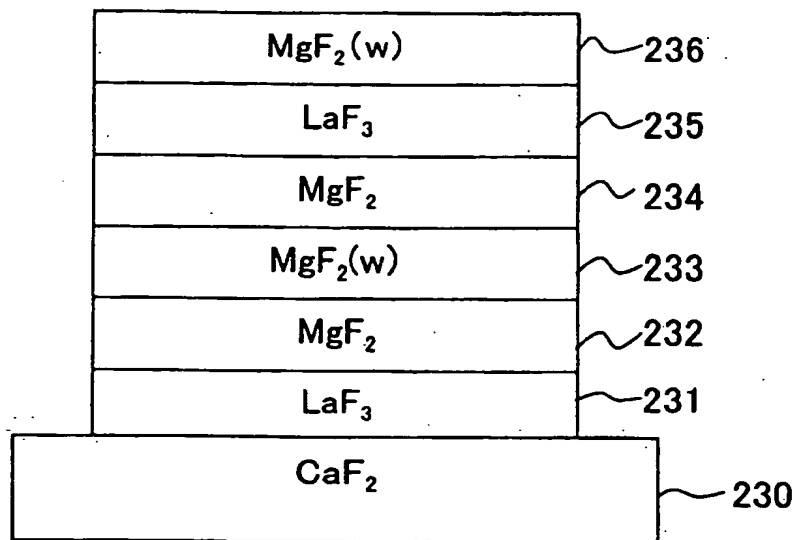 MgF₂(w) 236
LaF₃ 235
MgF₂ 234
MgF₂(w) 233
MgF₂ 232
LaF₃ 231
CaF₂ 230